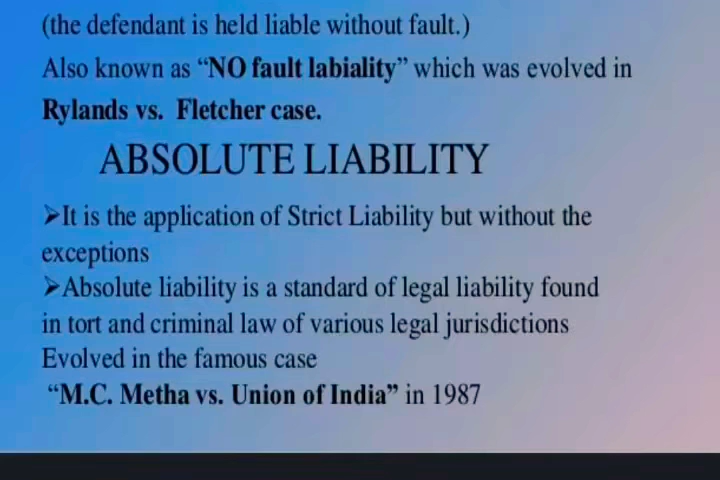 (the defendant is held liable without fault.)
Also known as “NO fault labiality” which was evolved in
Rylands vs. Fletcher case.
ABSOLUTE LIABILITY
➢It is the application of Strict Liability but without the
exceptions
➢Absolute liability is a standard of legal liability found
in tort and criminal law of various legal jurisdictions
Evolved in the famous case
“M.C. Metha vs. Union of India” in 1987